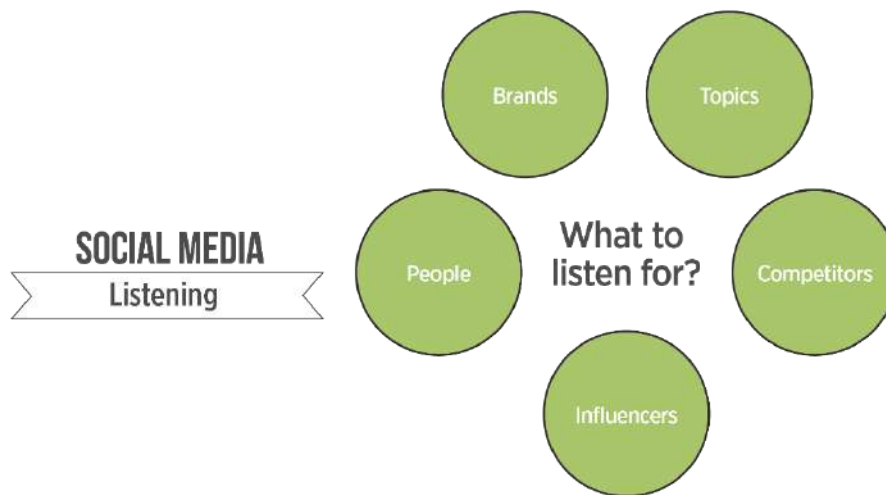 SOCIAL MEDIA
Listening
Brands
Topics
People
What to
listen for?
Competitors
Influencers